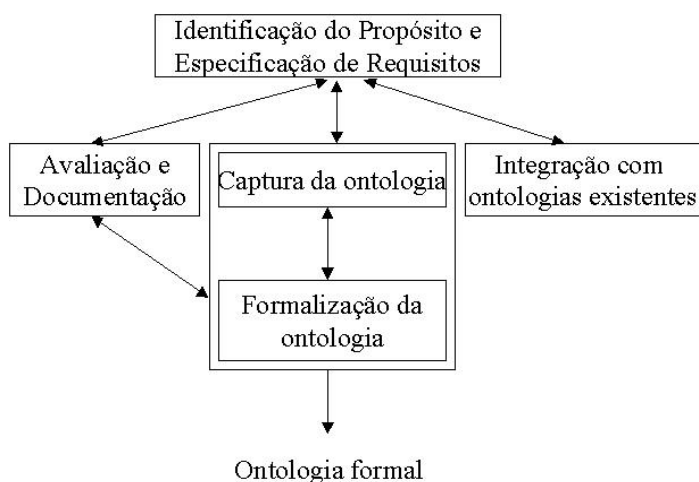 Identificação do Propósito e
Especificação de Requisitos
Avaliação e
Documentação
Captura da ontologia
Integração com
ontologias existentes
Formalização da
ontologia
Ontologia formal